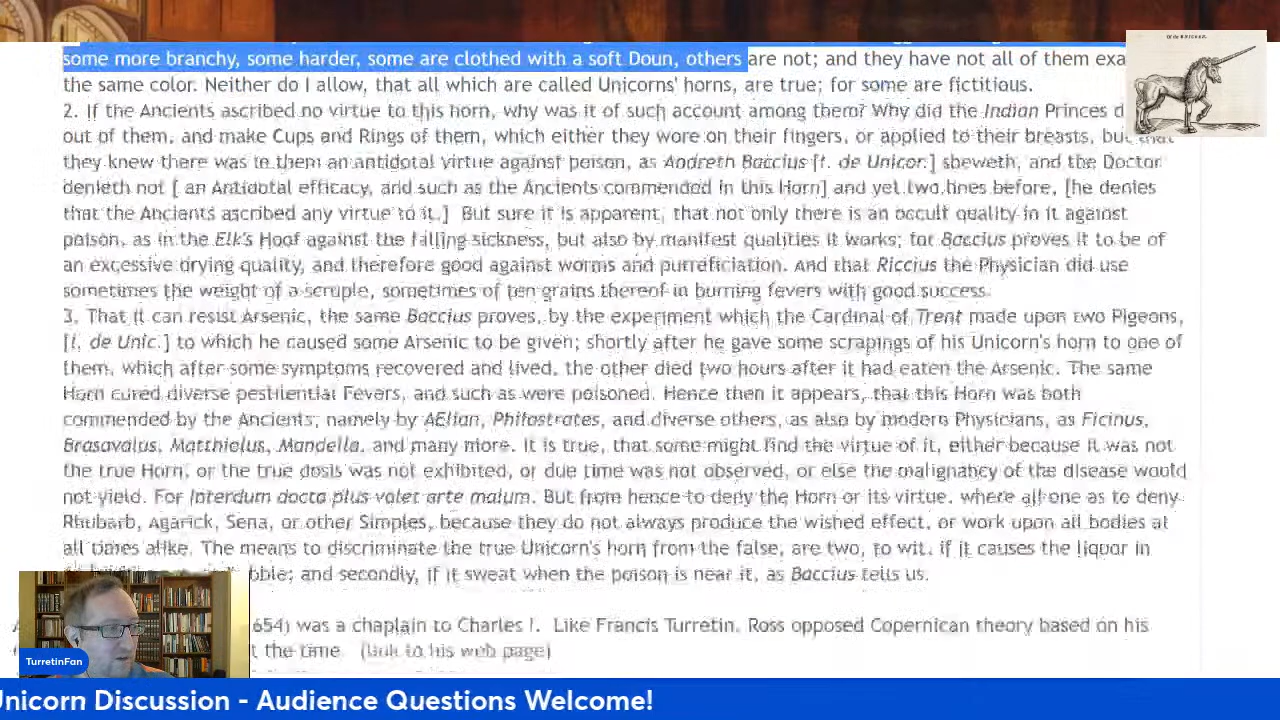 Of the UNICORN.
some more branchy, some harder, some are clothed with a soft Doun, others are not; and they have not all of them exa
the same color. Neither do I allow, that all which are called Unicorns' horns, are true; for some are fictitious.
2. If the Ancients ascribed no virtue to this horn, why was it of such account among them? Why did the Indian Princes d
out of them, and make Cups and Rings of them, which either they wore on their fingers, or applied to their breasts, but that
they knew there was in them an antidotal virtue against poison, as Andreth Baccius [l. de Unicor.] sheweth, and the Doctor
denieth not [ an Antidotal efficacy, and such as the Ancients commended in this Horn] and yet two lines before, [he denies
that the Ancients ascribed any virtue to it.] But sure it is apparent, that not only there is an occult quality in it against
poison, as in the Elk's Hoof against the falling-sickness, but also by manifest qualities it works; for Baccius proves it to be of
an excessive drying quality, and therefore good against worms and putreficiation. And that Riccius the Physician did use
sometimes the weight of a scruple, sometimes of ten grains thereof in burning fevers with good success.
3. That it can resist Arsenic, the same Baccius proves, by the experiment which the Cardinal of Trent made upon two Pigeons,
[l. de Unic.] to which he caused some Arsenic to be given; shortly after he gave some scrapings of his Unicorn's horn to one of
them, which after some symptoms recovered and lived, the other died two hours after it had eaten the Arsenic. The same
Horn cured diverse pestilential Fevers, and such as were poisoned. Hence then it appears, that this Horn was both
commended by the Ancients; namely by AElian, Philostrates, and diverse others, as also by modern Physicians, as Ficinus,
Brasavolus, Matthiolus, Mandella, and many more. It is true, that some might find the virtue of it, either because it was not
the true Horn, or the true dosis was not exhibited, or due time was not observed, or else the malignancy of the disease would
not yield. For Interdum docta plus valet arte malum. But from hence to deny the Horn or its virtue, where all one as to deny
Rhubarb, Agarick, Sena, or other Simples, because they do not always produce the wished effect, or work upon all bodies at
all times alike. The means to discriminate the true Unicorn's horn from the false, are two, to wit, if it causes the liquor in
bble; and secondly, if it sweat when the poison is near it, as Baccius tells us.
654) was a chaplain to Charles I. Like Francis Turretin, Ross opposed Copernican theory based on his
t the time. (link to his web page)
TurretinFan
Unicorn Discussion - Audience Questions Welcome!